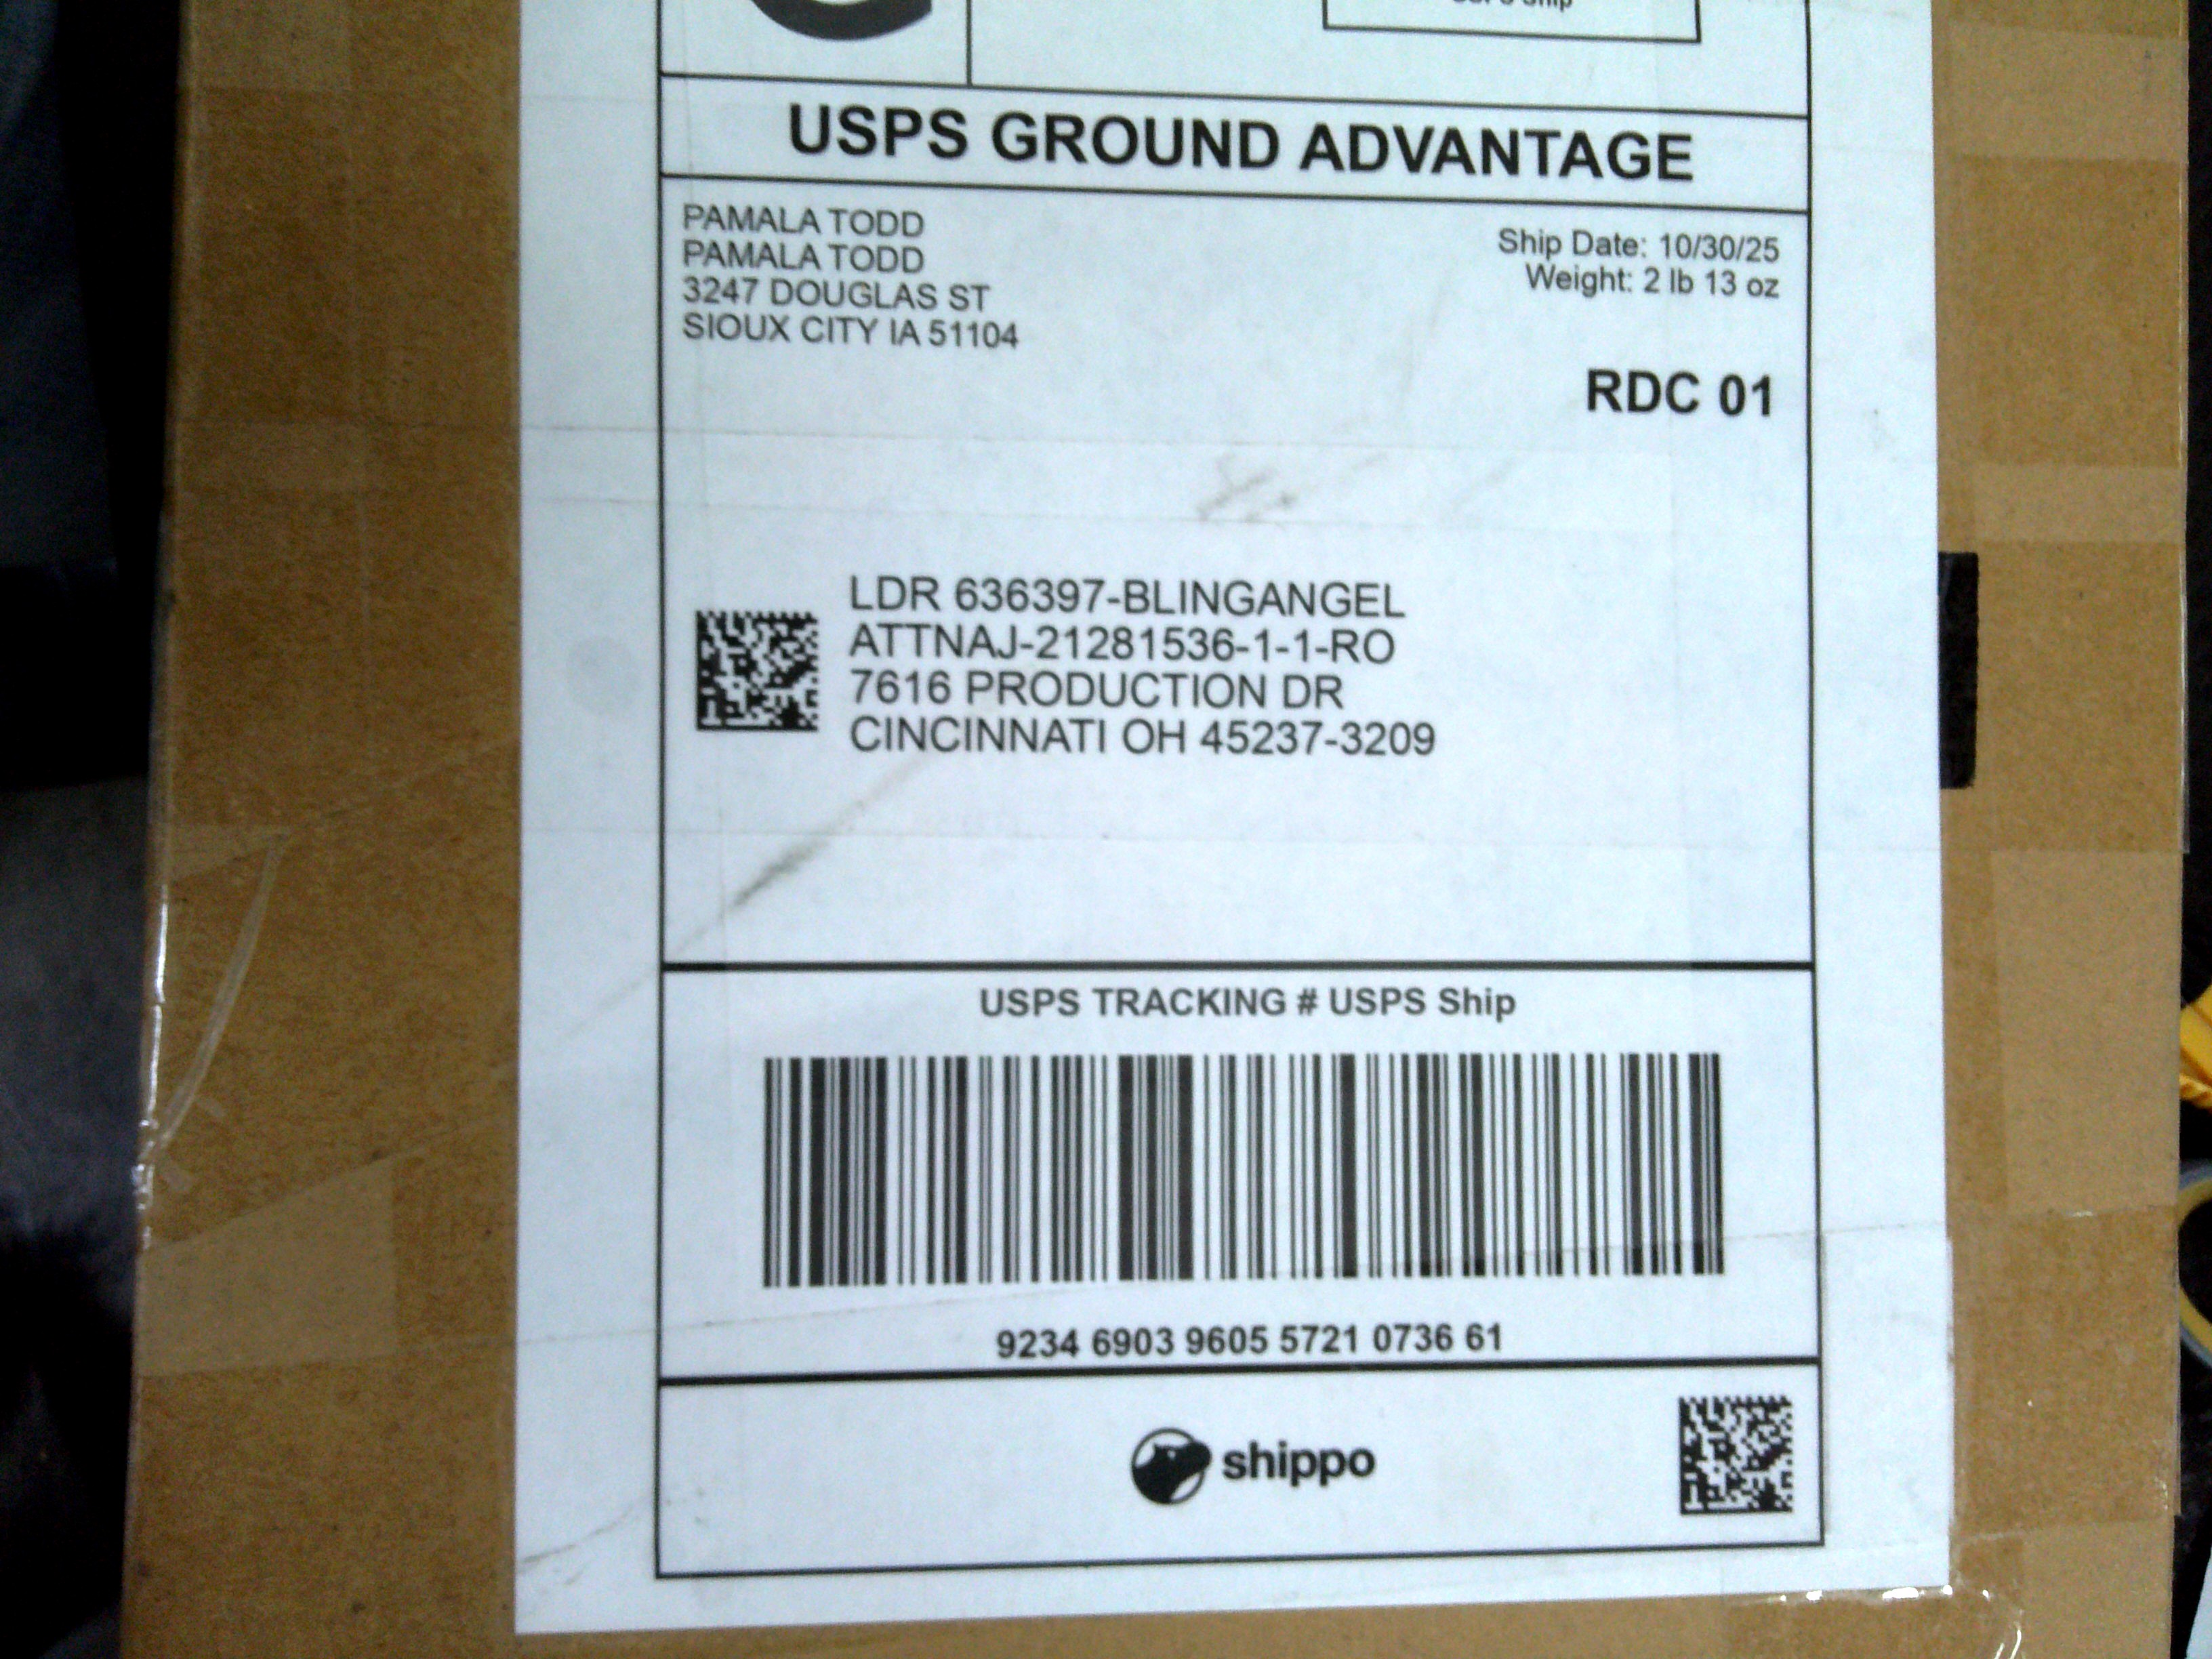 USPS GROUND ADVANTAGE
PAMALA TODD
PAMALA TODD
3247 DOUGLAS ST
SIOUX CITY IA 51104
Ship Date: 10/30/25
Weight: 2 lb 13 oz
RDC 01
LDR 636397-BLINGANGEL
ATTNAJ-21281536-1-1-RO
7616 PRODUCTION DR
CINCINNATI OH 45237-3209
USPS TRACKING # USPS Ship
9234 6903 9605 5721 0736 61
shippo